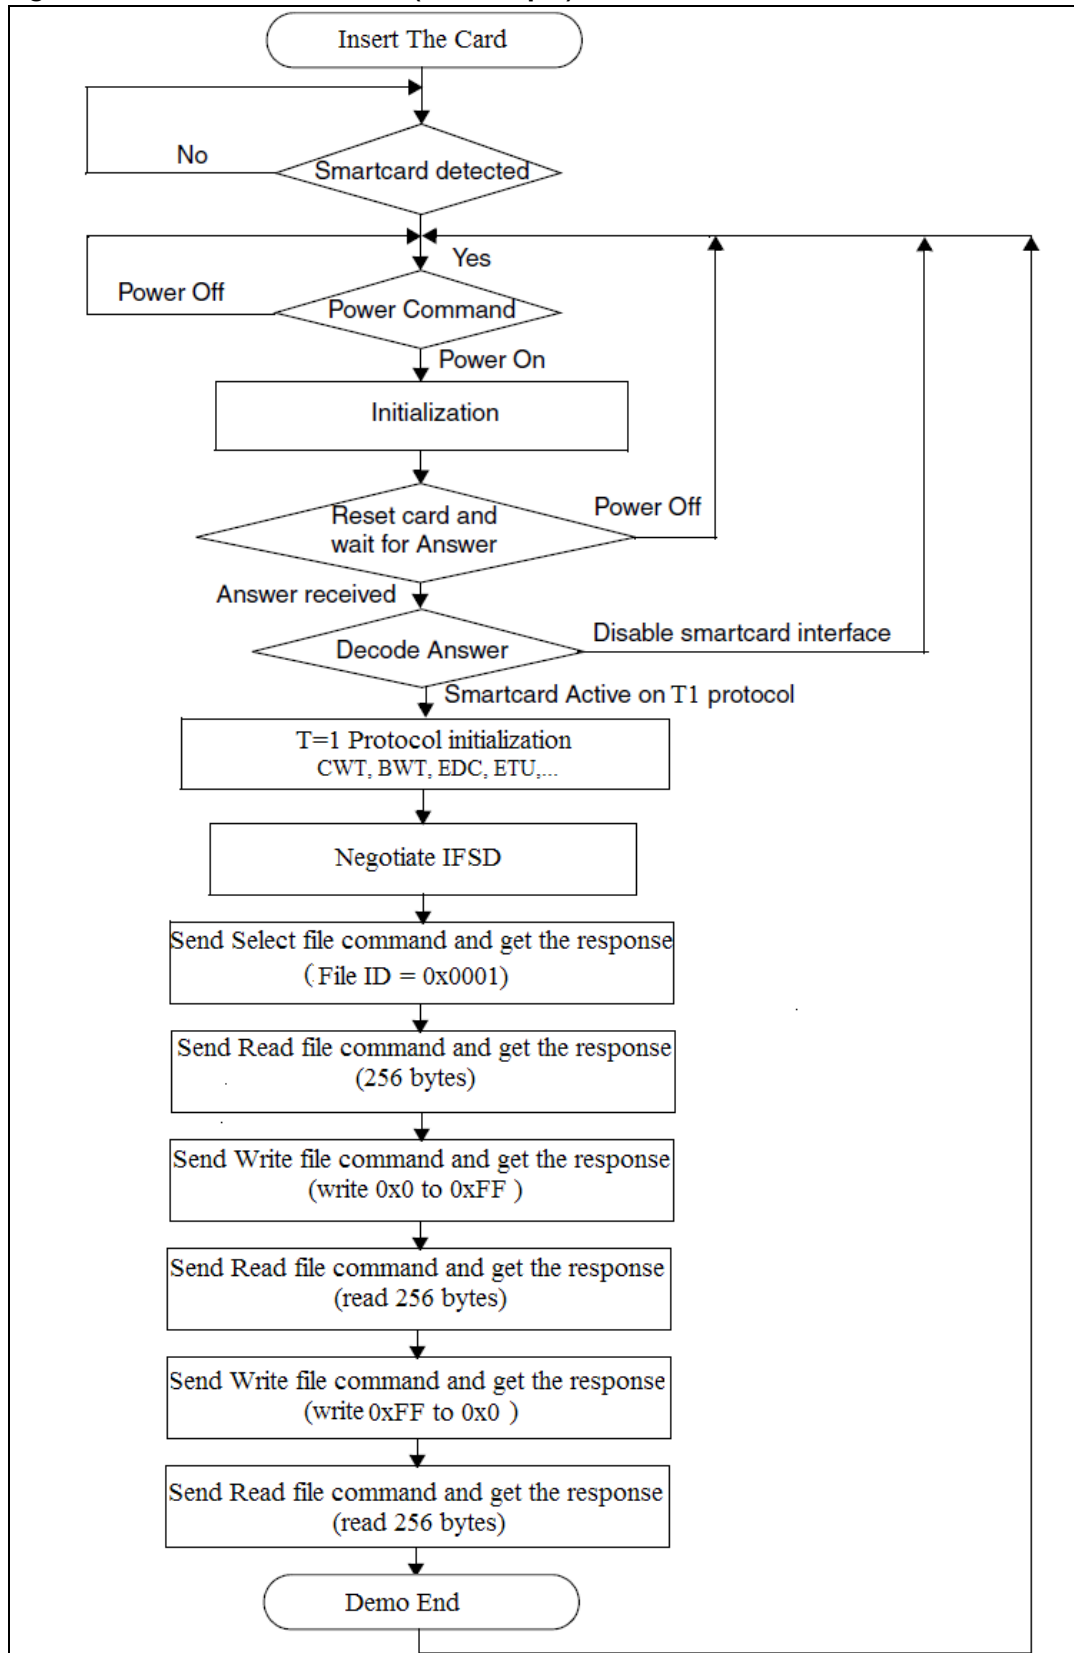 Insert The Card
No
Smartcard detected
Yes
Power Off
Power Command
Power On
Initialization
Reset card and
wait for Answer
Power Off
Answer received
Decode Answer
Disable smartcard interface
Smartcard Active on T1 protocol
T=1 Protocol initialization
CWT, BWT, EDC, ETU,...
Negotiate IFSD
Send Select file command and get the response
(File ID = 0x0001)
Send Read file command and get the response
(256 bytes)
Send Write file command and get the response
(write 0x0 to 0xFF )
Send Read file command and get the response
(read 256 bytes)
Send Write file command and get the response
(write 0xFF to 0x0 )
Send Read file command and get the response
(read 256 bytes)
Demo End